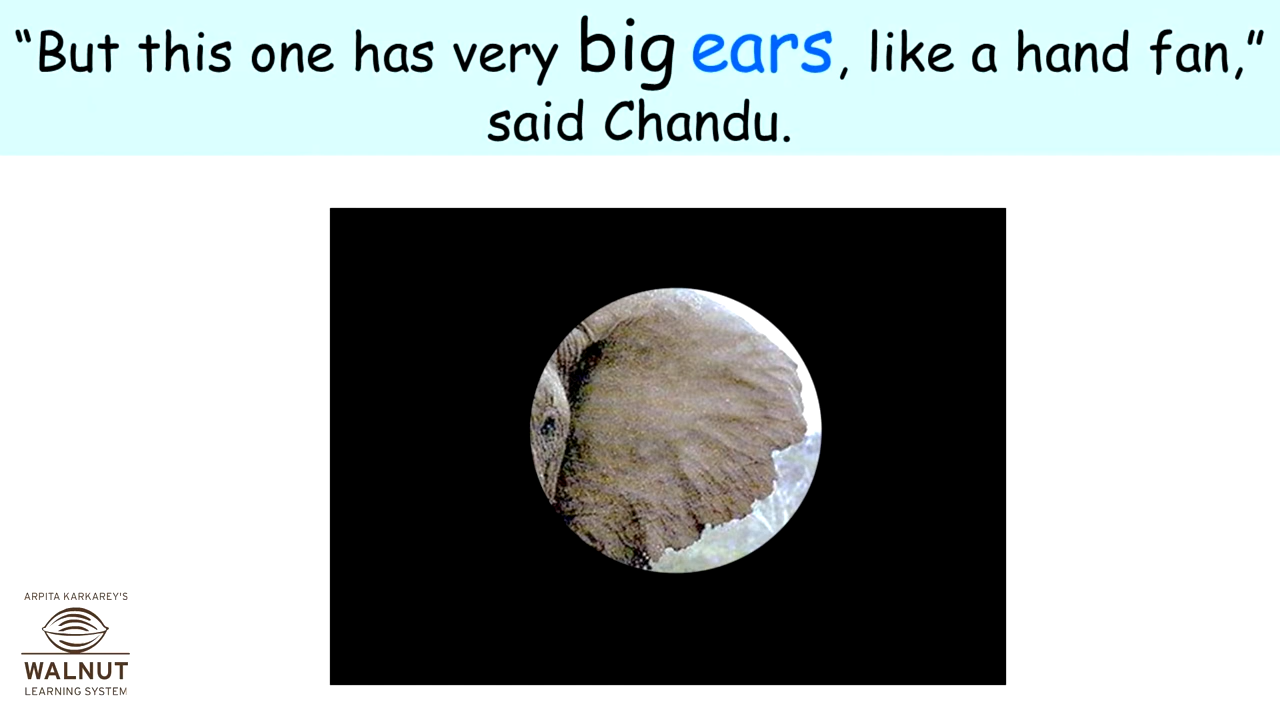 “But this one has very big ears, like a hand fan,”
said Chandu.
ARPITA KARKAREY'S
WALNUT
LEARNING SYSTEM